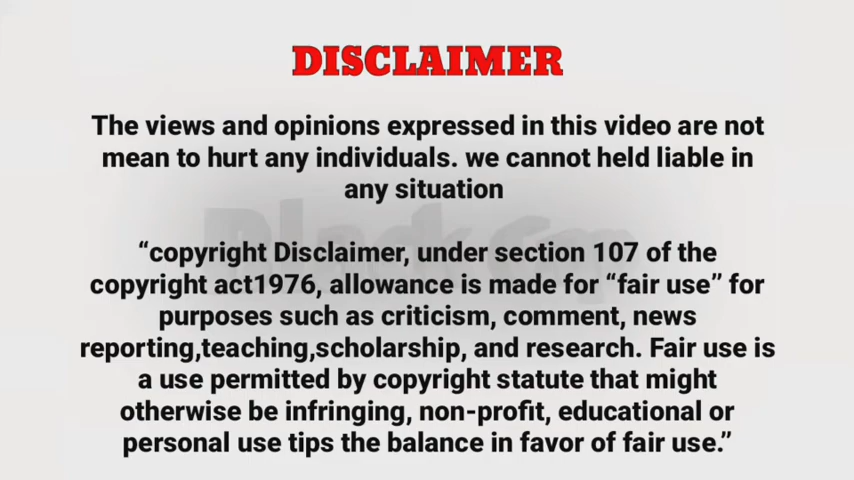 DISCLAIMER
The views and opinions expressed in this video are not
mean to hurt any individuals. we cannot held liable in
any situation
“copyright Disclaimer, under section 107 of the
copyright act1976, allowance is made for “fair use” for
purposes such as criticism, comment, news
reporting,teaching,scholarship, and research. Fair use is
a use permitted by copyright statute that might
otherwise be infringing, non-profit, educational or
personal use tips the balance in favor of fair use.”